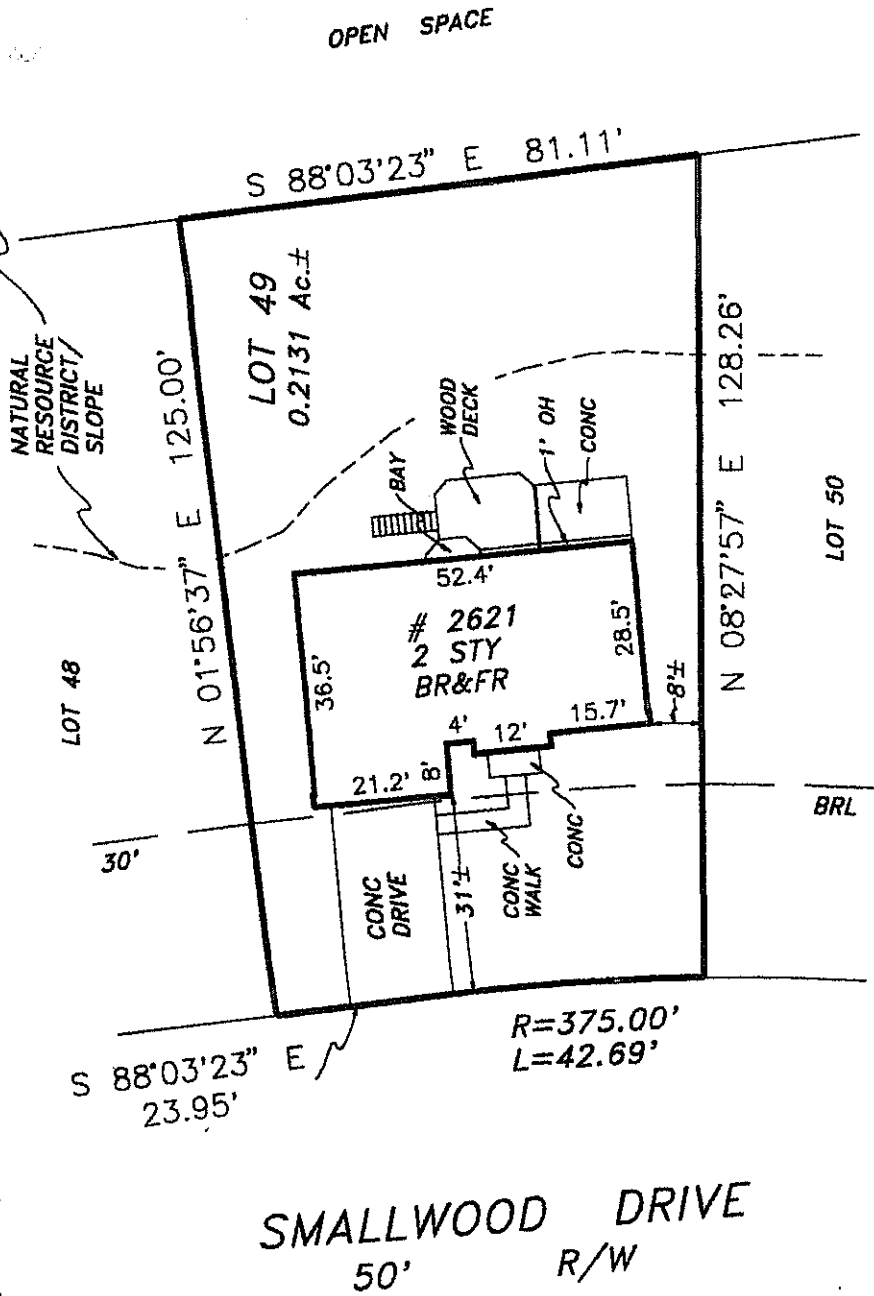 OPEN SPACE
S 88°03'23" E 81.11'
NATURAL
RESOURCE
DISTRICT/
SLOPE
N 01°56'37" E 125.00'
LOT 49
0.2131 Ac.±
N 08°27'57" E 128.26'
LOT 48
LOT 50
BAY
WOOD
DECK
1' OH
CONC
52.4'
# 2621
2 STY
BR&FR
36.5'
28.5'
4'
12'
15.7'
8'±
21.2'
8'
30'
BRL
CONC
DRIVE
31'±
CONC
WALK
CONC
S 88°03'23" E
23.95'
R=375.00'
L=42.69'
SMALLWOOD DRIVE
50' R/W